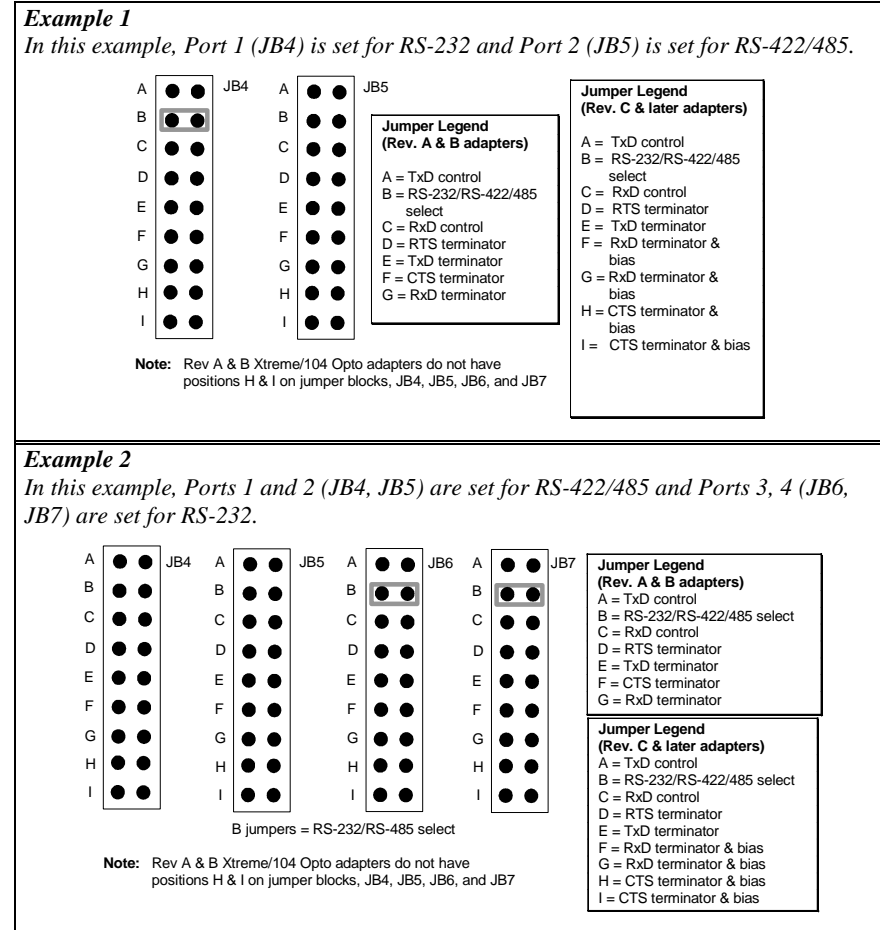 Example 1
In this example, Port 1 (JB4) is set for RS-232 and Port 2 (JB5) is set for RS-422/485.
A JB4
B
C
D
E
F
G
H
I
A JB5
B
C
D
E
F
G
H
I
Jumper Legend
(Rev. A & B adapters)
A = TxD control
B = RS-232/RS-422/485
select
C = RxD control
D = RTS terminator
E = TxD terminator
F = CTS terminator
G = RxD terminator
Jumper Legend
(Rev. C & later adapters)
A = TxD control
B = RS-232/RS-422/485
select
C = RxD control
D = RTS terminator
E = TxD terminator
F = RxD terminator &
bias
G = RxD terminator &
bias
H = CTS terminator &
bias
I = CTS terminator & bias
Note: Rev A & B Xtreme/104 Opto adapters do not have
positions H & I on jumper blocks, JB4, JB5, JB6, and JB7
Example 2
In this example, Ports 1 and 2 (JB4, JB5) are set for RS-422/485 and Ports 3, 4 (JB6,
JB7) are set for RS-232.
A JB4
B
C
D
E
F
G
H
I
A JB5
B
C
D
E
F
G
H
I
A JB6
B
C
D
E
F
G
H
I
A JB7
B
C
D
E
F
G
H
I
B jumpers = RS-232/RS-485 select
Jumper Legend
(Rev. A & B adapters)
A = TxD control
B = RS-232/RS-422/485 select
C = RxD control
D = RTS terminator
E = TxD terminator
F = CTS terminator
G = RxD terminator
Jumper Legend
(Rev. C & later adapters)
A = TxD control
B = RS-232/RS-422/485 select
C = RxD control
D = RTS terminator
E = TxD terminator
F = RxD terminator & bias
G = RxD terminator & bias
H = CTS terminator & bias
I = CTS terminator & bias
Note: Rev A & B Xtreme/104 Opto adapters do not have
positions H & I on jumper blocks, JB4, JB5, JB6, and JB7